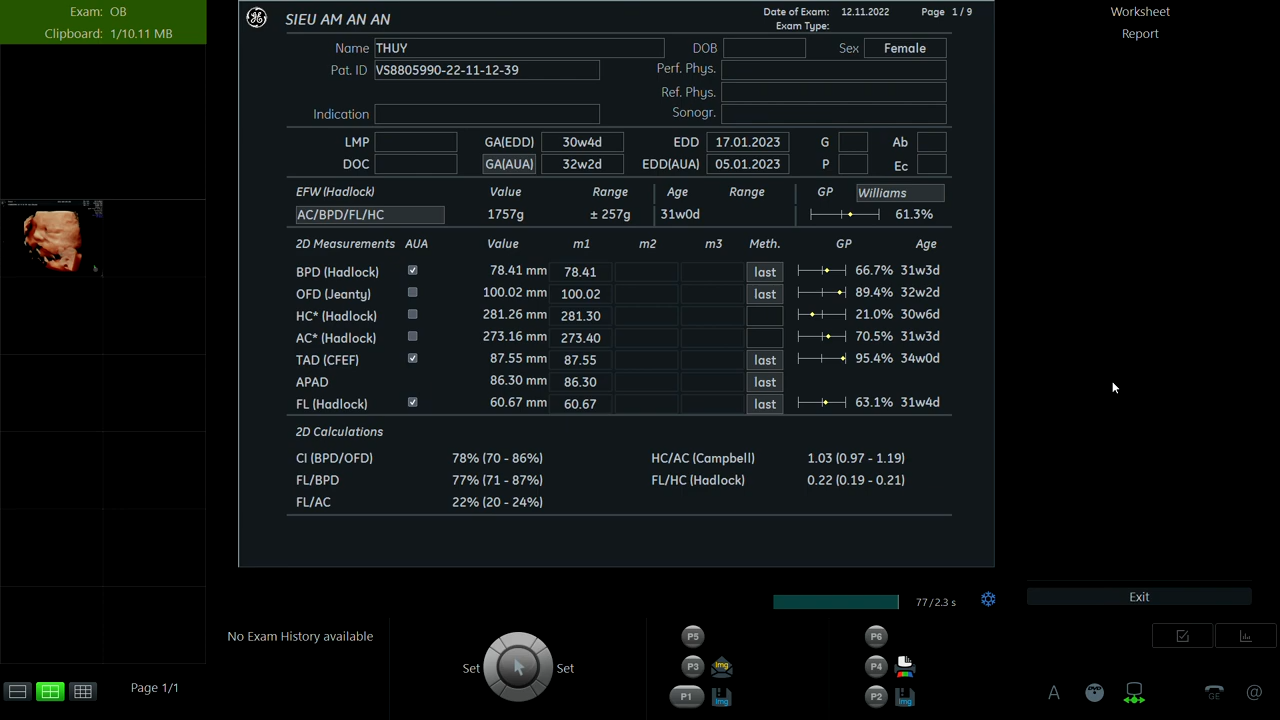 Exam: OB
Clipboard: 1/10.11 MB
SIEU AM AN AN
Date of Exam: 12.11.2022 Page 1 / 9
Exam Type:
Name THUY DOB Sex Female
Pat. ID VS8805990-22-11-12-39 Perf. Phys.
Ref. Phys.
Indication Sonogr.
LMP GA(EDD) 30w4d EDD 17.01.2023 G Ab
DOC GA(AUA) 32w2d EDD(AUA) 05.01.2023 P Ec
EFW (Hadlock) Value Range Age Range GP Williams
AC/BPD/FL/HC 1757g ± 257g 31w0d 61.3%
2D Measurements AUA Value m1 m2 m3 Meth. GP Age
BPD (Hadlock) 78.41 mm 78.41 last 66.7% 31w3d
OFD (Jeanty) 100.02 mm 100.02 last 89.4% 32w2d
HC* (Hadlock) 281.26 mm 281.30 21.0% 30w6d
AC* (Hadlock) 273.16 mm 273.40 70.5% 31w3d
TAD (CFEF) 87.55 mm 87.55 last 95.4% 34w0d
APAD 86.30 mm 86.30 last
FL (Hadlock) 60.67 mm 60.67 last 63.1% 31w4d
2D Calculations
CI (BPD/OFD) 78% (70 - 86%) HC/AC (Campbell) 1.03 (0.97 - 1.19)
FL/BPD 77% (71 - 87%) FL/HC (Hadlock) 0.22 (0.19 - 0.21)
FL/AC 22% (20 - 24%)
Worksheet
Report
77/2.3 s
Exit
No Exam History available
Set Set
P5
P3 Img
P1 Img
P6
P4
P2 Img
Page 1/1
A GE @